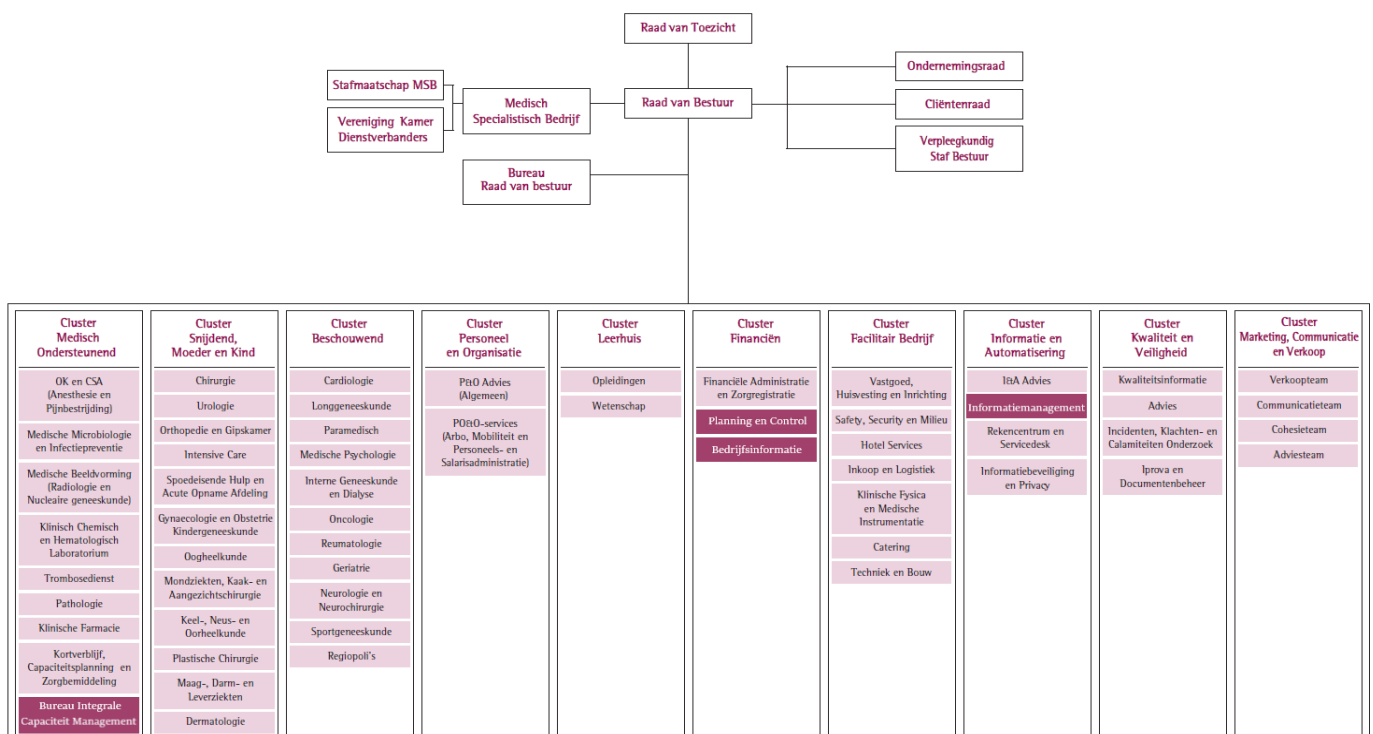 Raad van Toezicht
Stafmaatschap MSB
Vereniging Kamer
Dienstverbanders
Medisch
Specialistisch Bedrijf
Raad van Bestuur
Ondernemingsraad
Cliëntenraad
Verpleegkundig
Staf Bestuur
Bureau
Raad van bestuur
Cluster
Medisch
Ondersteunend
OK en CSA
(Anesthesie en
Pijnbestrijding)
Medische Microbiologie
en Infectiepreventie
Medische Beeldvorming
(Radiologie en
Nucleaire geneeskunde)
Klinisch Chemisch
en Hematologisch
Laboratorium
Trombosedienst
Pathologie
Klinische Farmacie
Kortverblijf,
Capaciteitsplanning en
Zorgbemiddeling
Bureau Integrale
Capaciteit Management
Cluster
Snijdend,
Moeder en Kind
Chirurgie
Urologie
Orthopedie en Gipskamer
Intensive Care
Spoedeisende Hulp en
Acute Opname Afdeling
Gynaecologie en Obstetrie
Kindergeneeskunde
Oogheelkunde
Mondziekten, Kaak- en
Aangezichtschirurgie
Keel-, Neus- en
Oorheelkunde
Plastische Chirurgie
Maag-, Darm- en
Leverziekten
Dermatologie
Cluster
Beschouwend
Cardiologie
Longgeneeskunde
Paramedisch
Medische Psychologie
Interne Geneeskunde
en Dialyse
Oncologie
Reumatologie
Geriatrie
Neurologie en
Neurochirurgie
Sportgeneeskunde
Regiopoli's
Cluster
Personeel
en Organisatie
P&O Advies
(Algemeen)
PO&O-services
(Arbo, Mobiliteit en
Personeels- en
Salarisadministratie)
Cluster
Leerhuis
Opleidingen
Wetenschap
Cluster
Financiën
Financiële Administratie
en Zorgregistratie
Planning en Control
Bedrijfsinformatie
Cluster
Facilitair Bedrijf
Vastgoed,
Huisvesting en Inrichting
Safety, Security en Milieu
Hotel Services
Inkoop en Logistiek
Klinische Fysica
en Medische
Instrumentatie
Catering
Techniek en Bouw
Cluster
Informatie en
Automatisering
I&A Advies
Informatiemanagement
Rekencentrum en
Servicedesk
Informatiebeveiliging
en Privacy
Cluster
Kwaliteit en
Veiligheid
Kwaliteitsinformatie
Advies
Incidenten, Klachten- en
Calamiteiten Onderzoek
Iprova en
Documentenbeheer
Cluster
Marketing, Communicatie
en Verkoop
Verkoopteam
Communicatieteam
Cohesieteam
Adviesteam